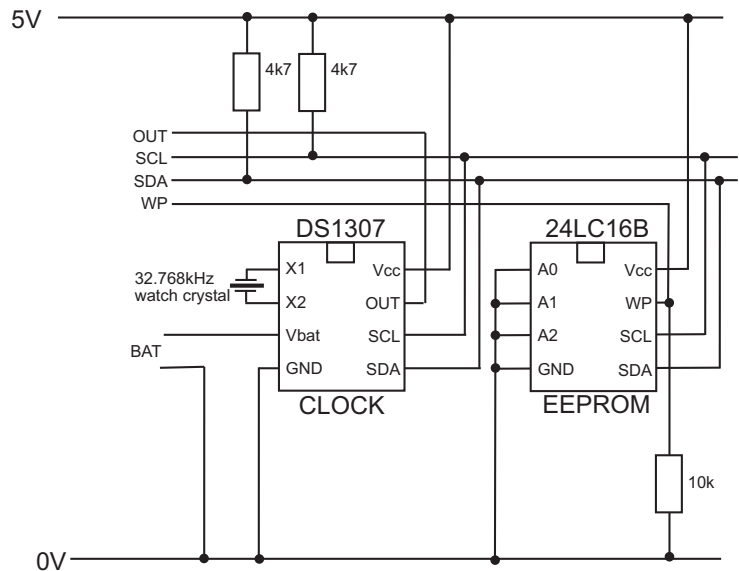 5V
4k7
4k7
OUT
SCL
SDA
WP
DS1307
24LC16B
32.768kHz
watch crystal
X1
X2
Vbat
GND
Vcc
OUT
SCL
SDA
A0
A1
A2
GND
Vcc
WP
SCL
SDA
BAT
CLOCK
EEPROM
10k
0V